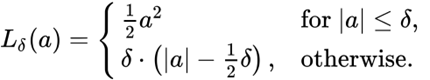 L_δ(a) = { ½a² for |a| ≤ δ,
δ · (|a| − ½δ), otherwise.